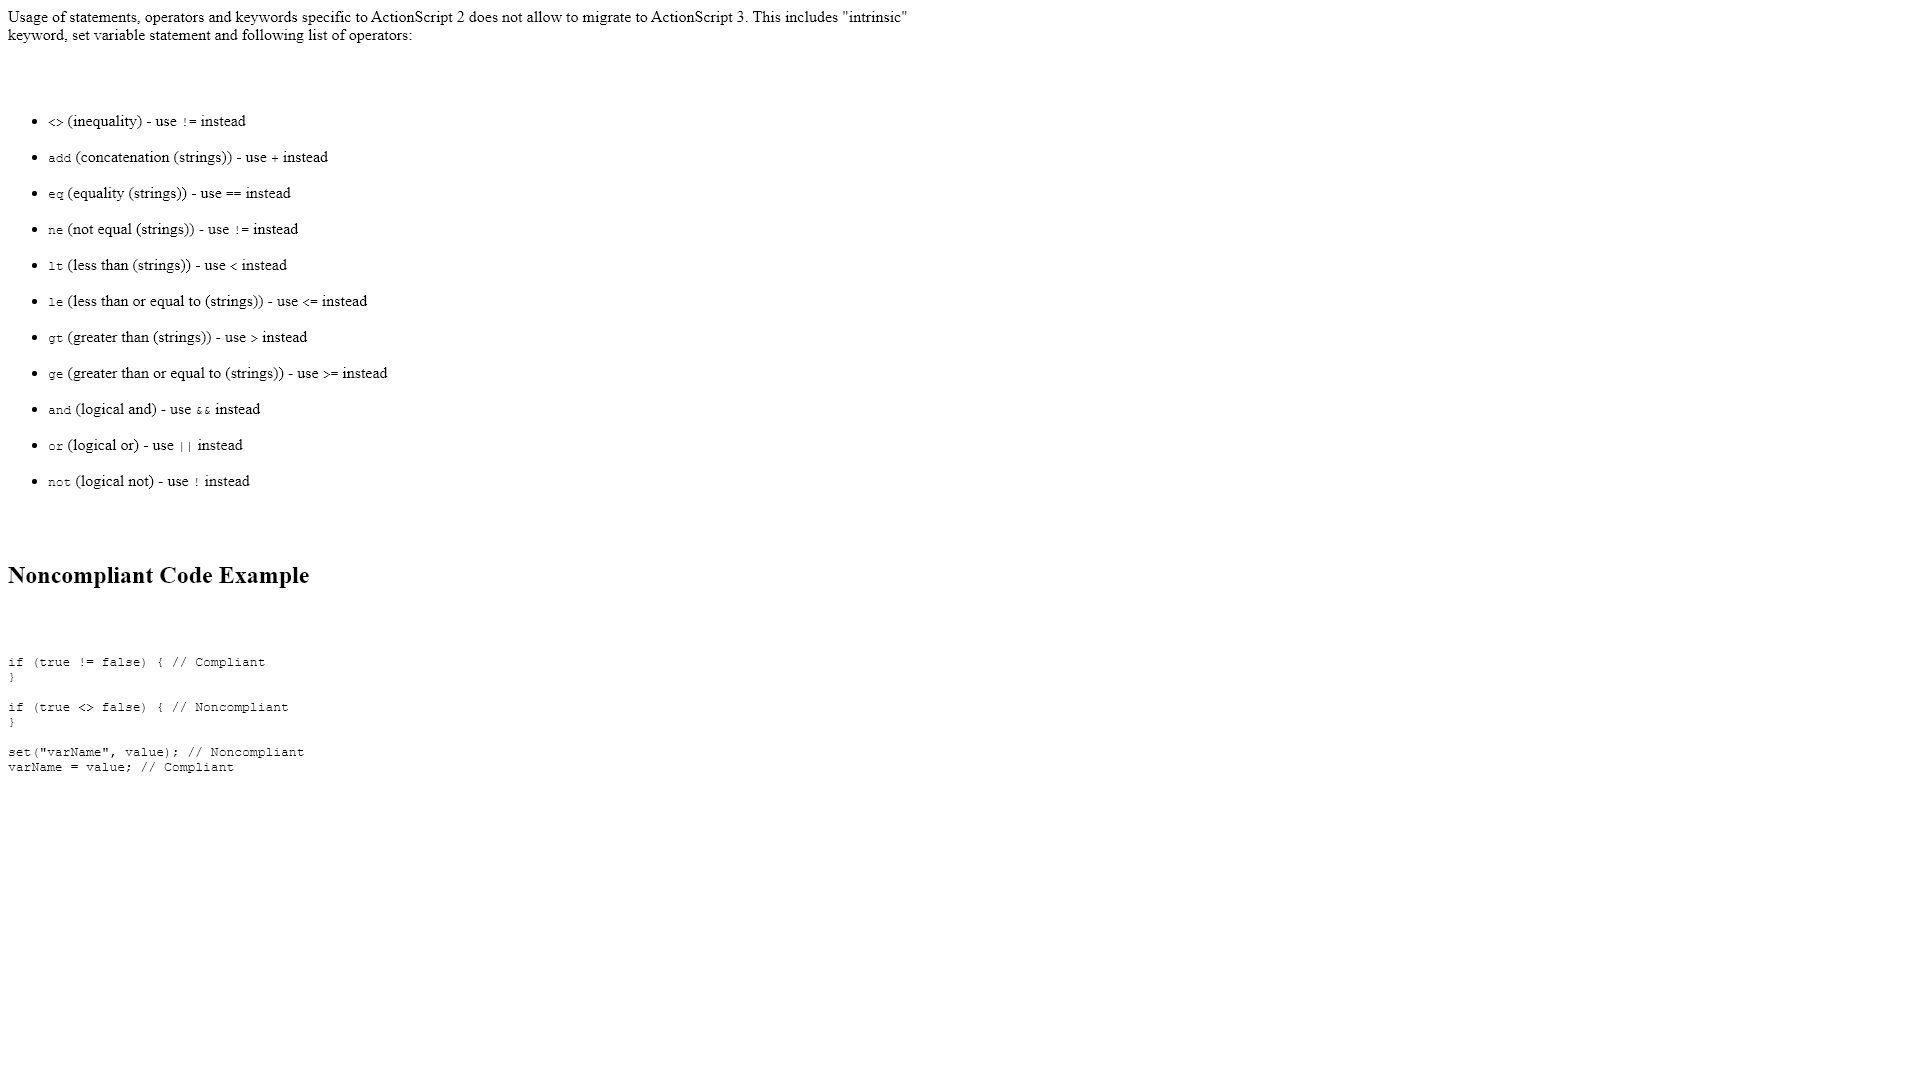 Usage of statements, operators and keywords specific to ActionScript 2 does not allow to migrate to ActionScript 3. This includes "intrinsic"
keyword, set variable statement and following list of operators:
• <> (inequality) - use != instead
• add (concatenation (strings)) - use + instead
• eq (equality (strings)) - use == instead
• ne (not equal (strings)) - use != instead
• lt (less than (strings)) - use < instead
• le (less than or equal to (strings)) - use <= instead
• gt (greater than (strings)) - use > instead
• ge (greater than or equal to (strings)) - use >= instead
• and (logical and) - use && instead
• or (logical or) - use || instead
• not (logical not) - use ! instead
Noncompliant Code Example
if (true != false) { // Compliant
}
if (true <> false) { // Noncompliant
}
set("varName", value); // Noncompliant
varName = value; // Compliant